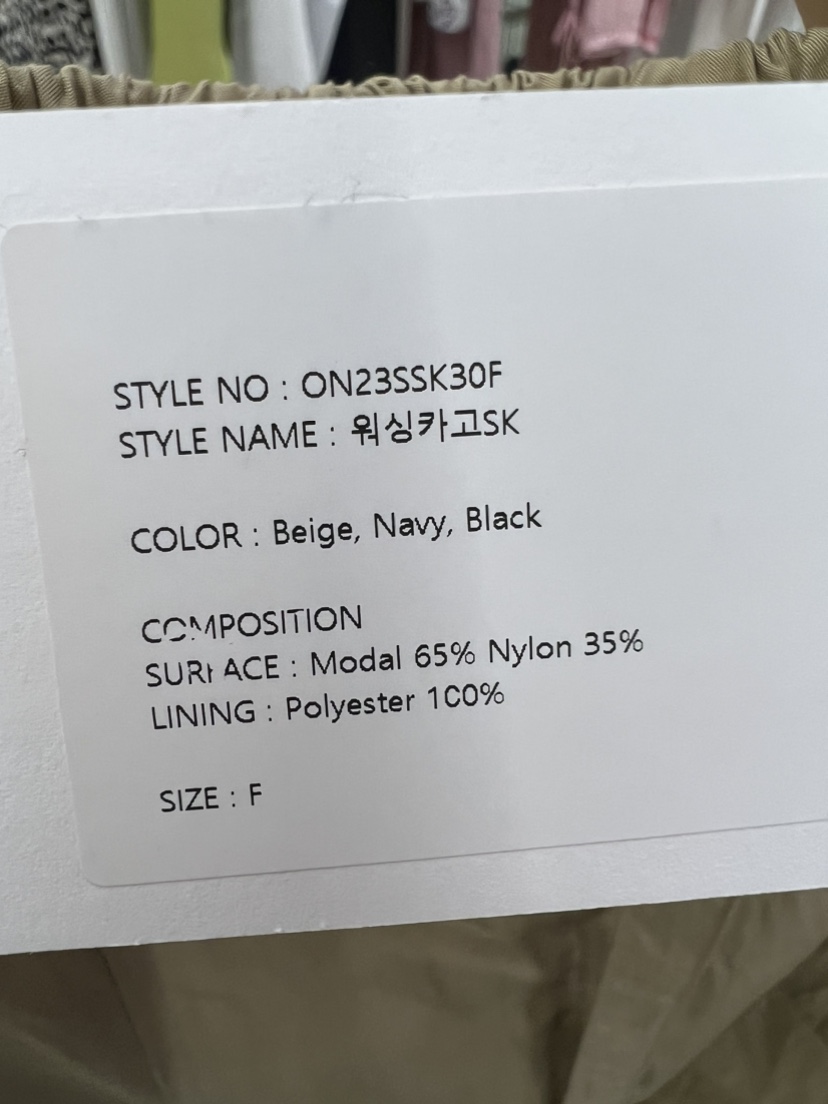 STYLE NO : ON23SSK30F
STYLE NAME : 워싱카고SK
COLOR : Beige, Navy, Black
COMPOSITION
SURFACE : Modal 65% Nylon 35%
LINING : Polyester 100%
SIZE : F